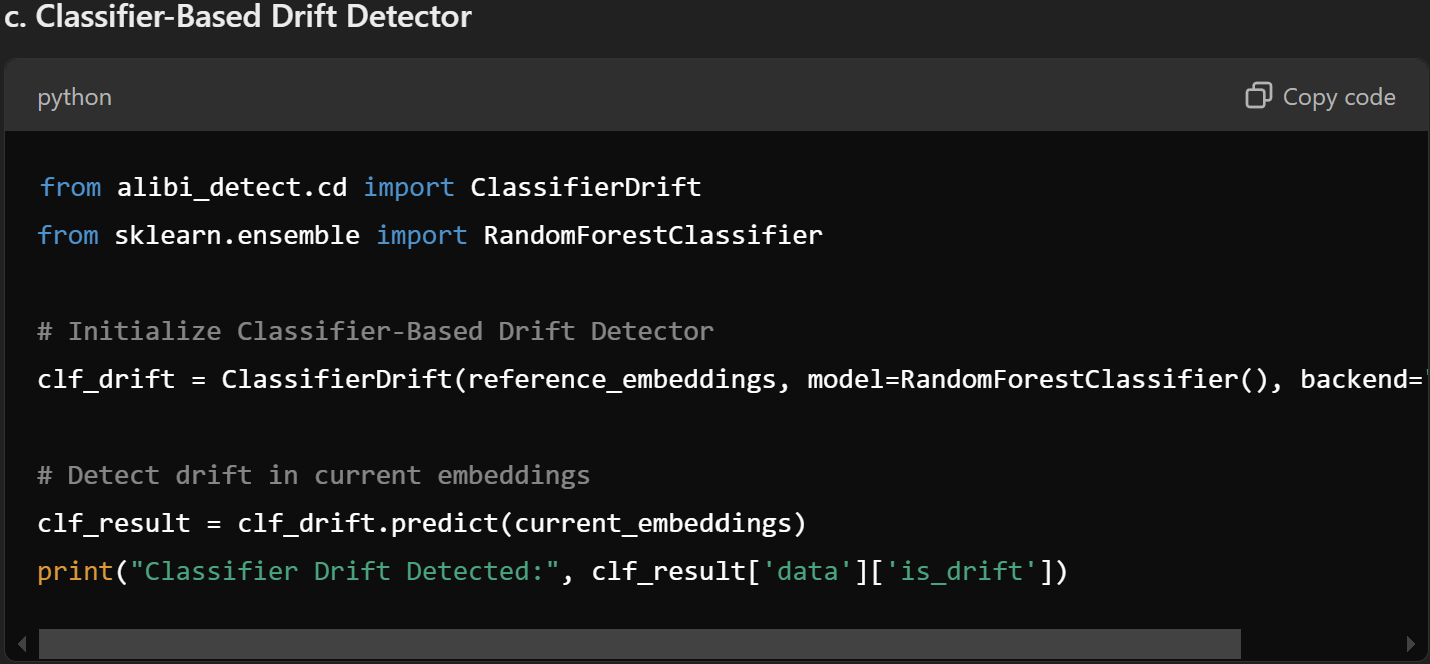 c. Classifier-Based Drift Detector
python
Copy code
from alibi_detect.cd import ClassifierDrift
from sklearn.ensemble import RandomForestClassifier
# Initialize Classifier-Based Drift Detector
clf_drift = ClassifierDrift(reference_embeddings, model=RandomForestClassifier(), backend='
# Detect drift in current embeddings
clf_result = clf_drift.predict(current_embeddings)
print("Classifier Drift Detected:", clf_result['data']['is_drift'])